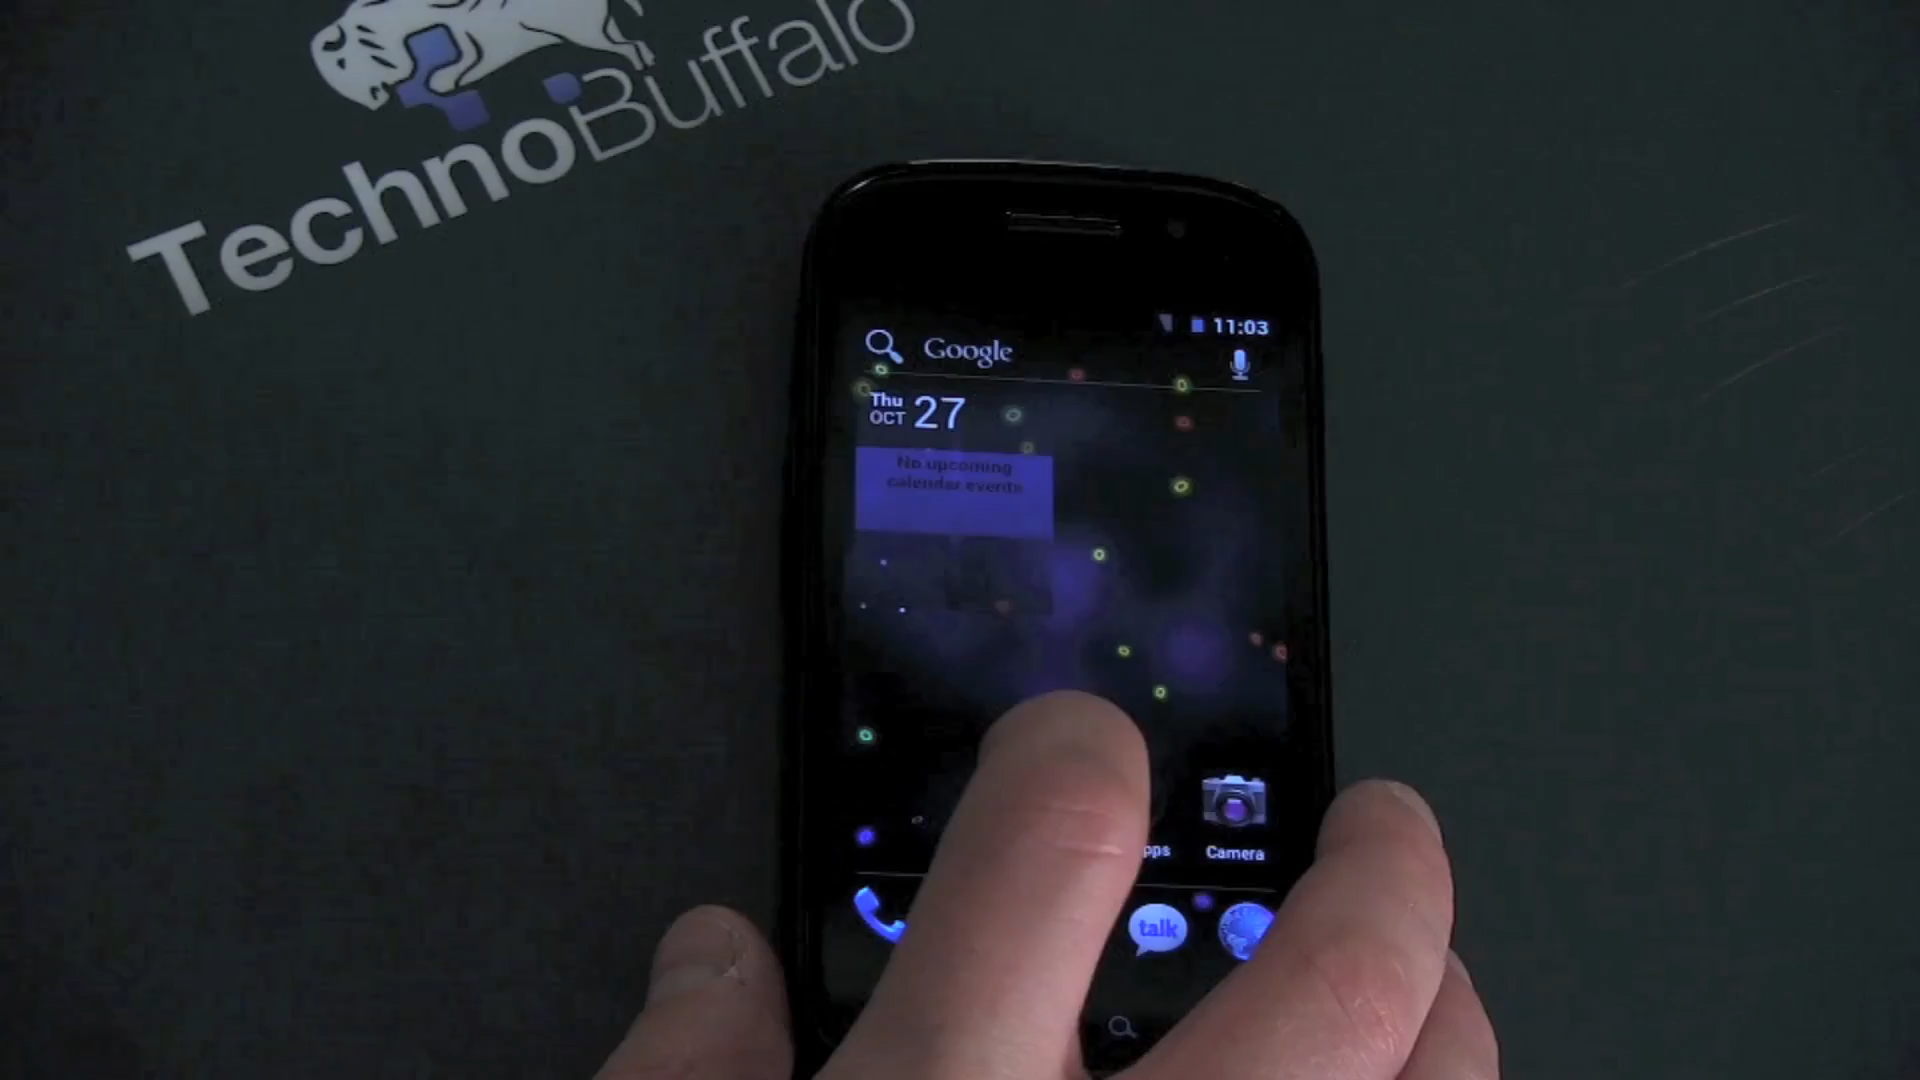 TechnoBuffalo
11:03
Google
Thu
OCT 27
No upcoming
calendar events
pps
Camera
talk